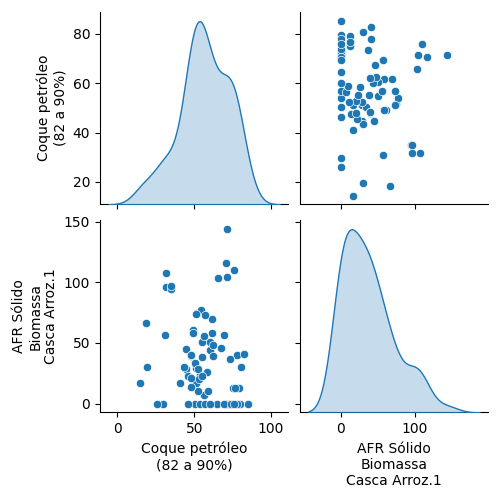 80
60
40
20
Coque petróleo
(82 a 90%)
150
100
50
0
AFR Sólido
Biomassa
Casca Arroz.1
0
50
100
Coque petróleo
(82 a 90%)
0
100
AFR Sólido
Biomassa
Casca Arroz.1